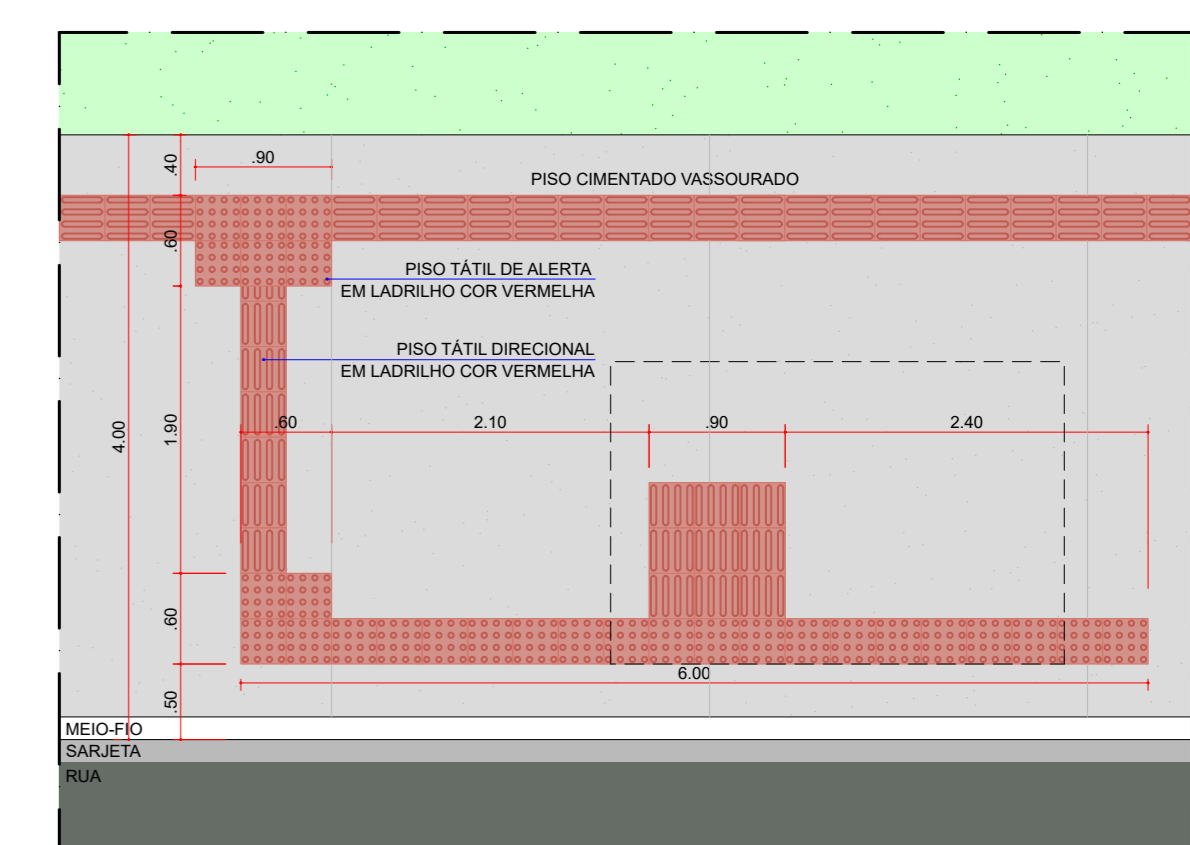 .40
.90
PISO CIMENTADO VASSOURADO
.60
PISO TÁTIL DE ALERTA
EM LADRILHO COR VERMELHA
PISO TÁTIL DIRECIONAL
EM LADRILHO COR VERMELHA
4.00
1.90
.60
2.10
.90
2.40
.60
6.00
.50
MEIO-FIO
SARJETA
RUA